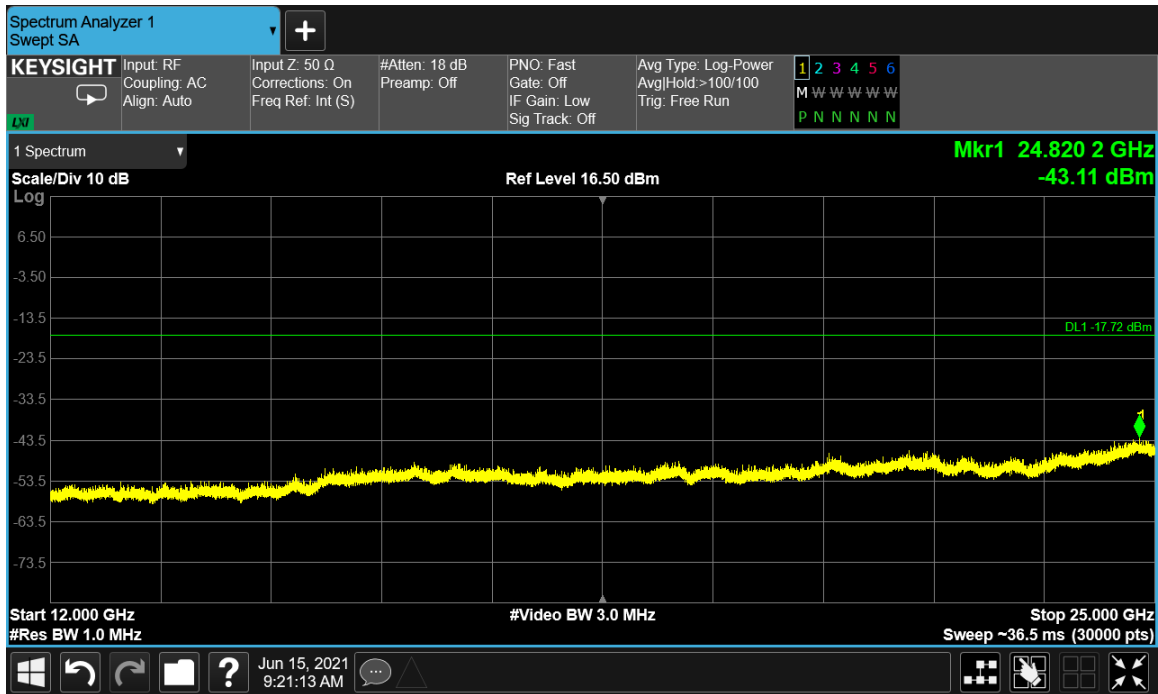 Spectrum Analyzer 1
Swept SA
+
KEYSIGHT
LXI
Input: RF
Coupling: AC
Align: Auto
Input Z: 50 Ω
Corrections: On
Freq Ref: Int (S)
#Atten: 18 dB
Preamp: Off
PNO: Fast
Gate: Off
IF Gain: Low
Sig Track: Off
Avg Type: Log-Power
Avg|Hold:>100/100
Trig: Free Run
1 2 3 4 5 6
M W W W W W
P N N N N N
1 Spectrum
Scale/Div 10 dB
Ref Level 16.50 dBm
Mkr1 24.820 2 GHz
-43.11 dBm
Log
6.50
-3.50
-13.5
DL1 -17.72 dBm
-23.5
-33.5
1
-43.5
-53.5
-63.5
-73.5
Start 12.000 GHz
#Video BW 3.0 MHz
Stop 25.000 GHz
#Res BW 1.0 MHz
Sweep ~36.5 ms (30000 pts)
?
Jun 15, 2021
9:21:13 AM